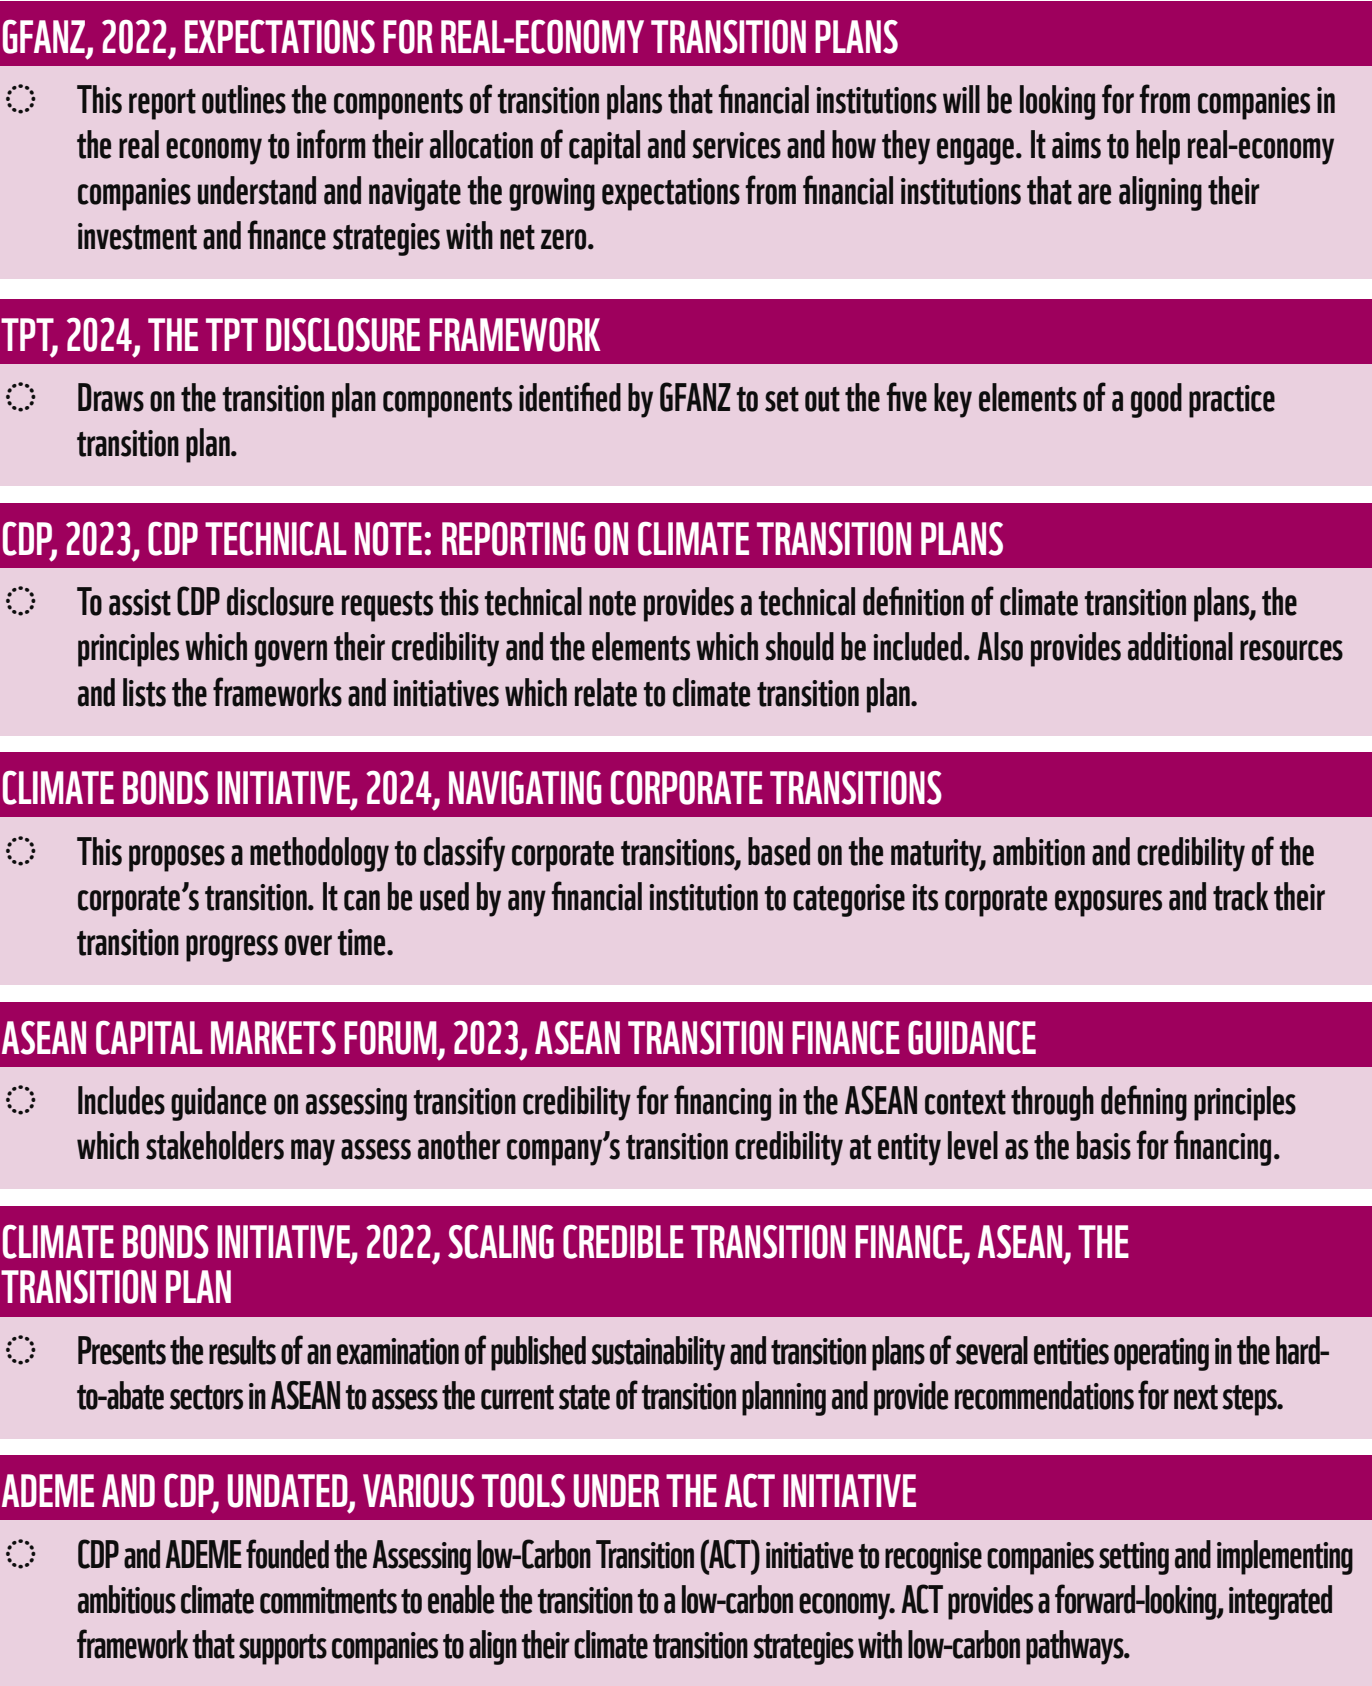 GFANZ, 2022, EXPECTATIONS FOR REAL-ECONOMY TRANSITION PLANS
This report outlines the components of transition plans that financial institutions will be looking for from companies in
the real economy to inform their allocation of capital and services and how they engage. It aims to help real-economy
companies understand and navigate the growing expectations from financial institutions that are aligning their
investment and finance strategies with net zero.
TPT, 2024, THE TPT DISCLOSURE FRAMEWORK
Draws on the transition plan components identified by GFANZ to set out the five key elements of a good practice
transition plan.
CDP, 2023, CDP TECHNICAL NOTE: REPORTING ON CLIMATE TRANSITION PLANS
To assist CDP disclosure requests this technical note provides a technical definition of climate transition plans, the
principles which govern their credibility and the elements which should be included. Also provides additional resources
and lists the frameworks and initiatives which relate to climate transition plan.
CLIMATE BONDS INITIATIVE, 2024, NAVIGATING CORPORATE TRANSITIONS
This proposes a methodology to classify corporate transitions, based on the maturity, ambition and credibility of the
corporate’s transition. It can be used by any financial institution to categorise its corporate exposures and track their
transition progress over time.
ASEAN CAPITAL MARKETS FORUM, 2023, ASEAN TRANSITION FINANCE GUIDANCE
Includes guidance on assessing transition credibility for financing in the ASEAN context through defining principles
which stakeholders may assess another company’s transition credibility at entity level as the basis for financing.
CLIMATE BONDS INITIATIVE, 2022, SCALING CREDIBLE TRANSITION FINANCE, ASEAN, THE
TRANSITION PLAN
Presents the results of an examination of published sustainability and transition plans of several entities operating in the hard-
to-abate sectors in ASEAN to assess the current state of transition planning and provide recommendations for next steps.
ADEME AND CDP, UNDATED, VARIOUS TOOLS UNDER THE ACT INITIATIVE
CDP and ADEME founded the Assessing low-Carbon Transition (ACT) initiative to recognise companies setting and implementing
ambitious climate commitments to enable the transition to a low-carbon economy. ACT provides a forward-looking, integrated
framework that supports companies to align their climate transition strategies with low-carbon pathways.